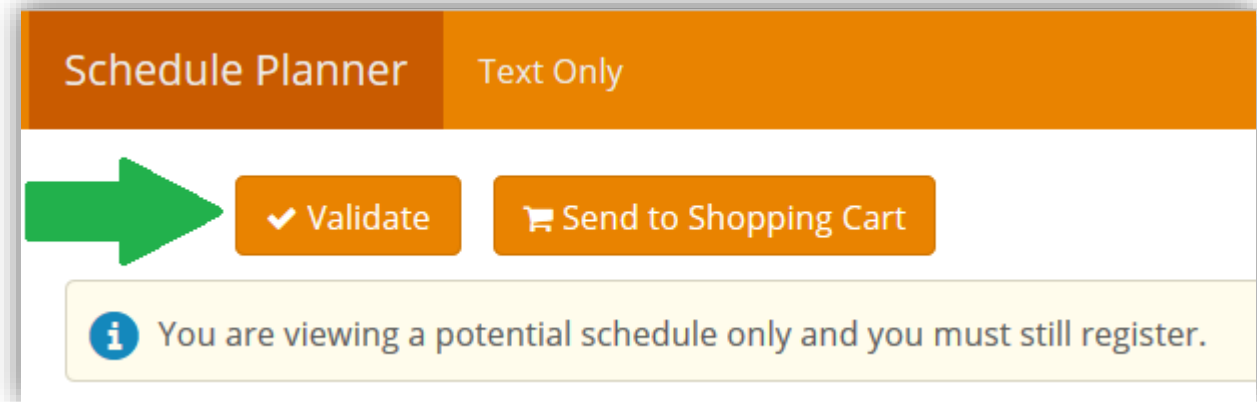 Schedule Planner Text Only
Validate Send to Shopping Cart
You are viewing a potential schedule only and you must still register.